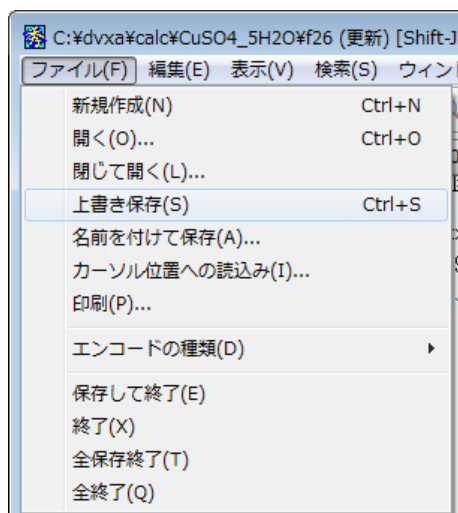 C:¥dvxa¥calc¥CuSO4_5H2O¥f26 (更新) [Shift-J
ファイル(F) 編集(E) 表示(V) 検索(S) ウィン
新規作成(N) Ctrl+N
開く(O)... Ctrl+O
閉じて開く(L)...
上書き保存(S) Ctrl+S
名前を付けて保存(A)...
カーソル位置への読込み(I)...
印刷(P)...
エンコードの種類(D)
保存して終了(E)
終了(X)
全保存終了(T)
全終了(Q)